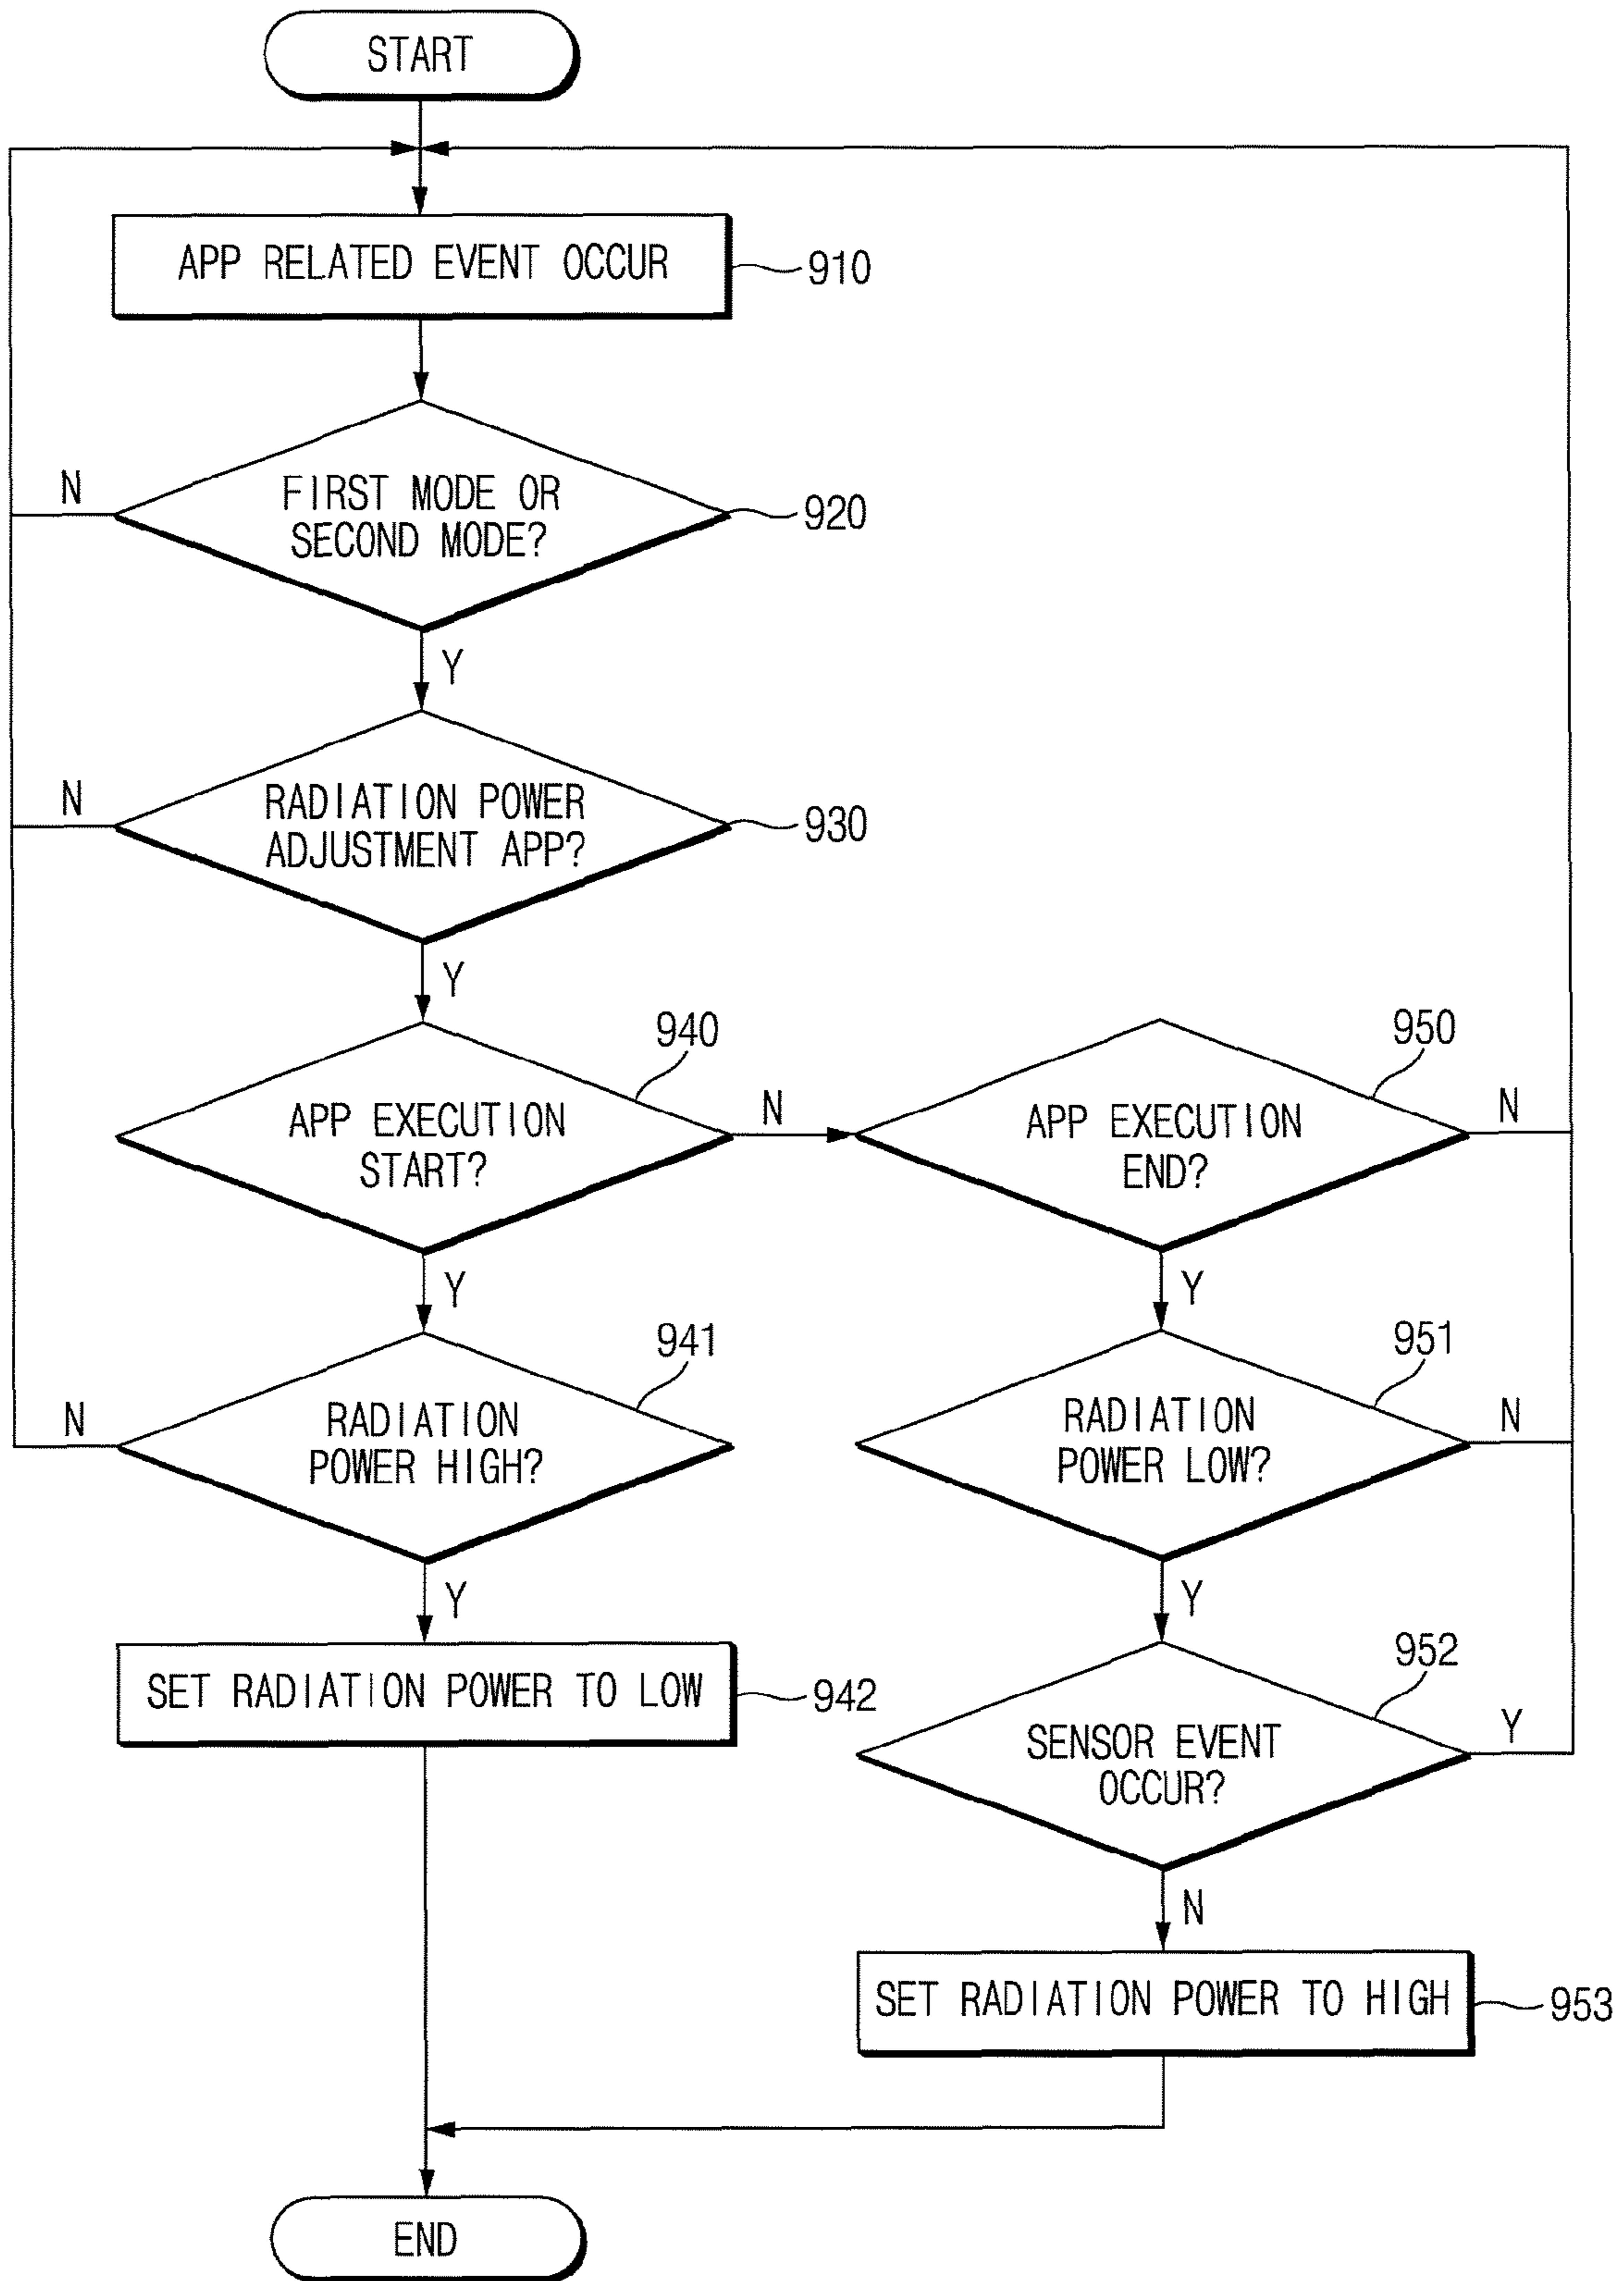 START
APP RELATED EVENT OCCUR
910
N
FIRST MODE OR
SECOND MODE?
920
Y
N
RADIATION POWER
ADJUSTMENT APP?
930
Y
940
APP EXECUTION
START?
N
950
APP EXECUTION
END?
N
Y
Y
941
N
RADIATION
POWER HIGH?
951
RADIATION
POWER LOW?
N
Y
Y
SET RADIATION POWER TO LOW
942
952
SENSOR EVENT
OCCUR?
Y
N
SET RADIATION POWER TO HIGH
953
END